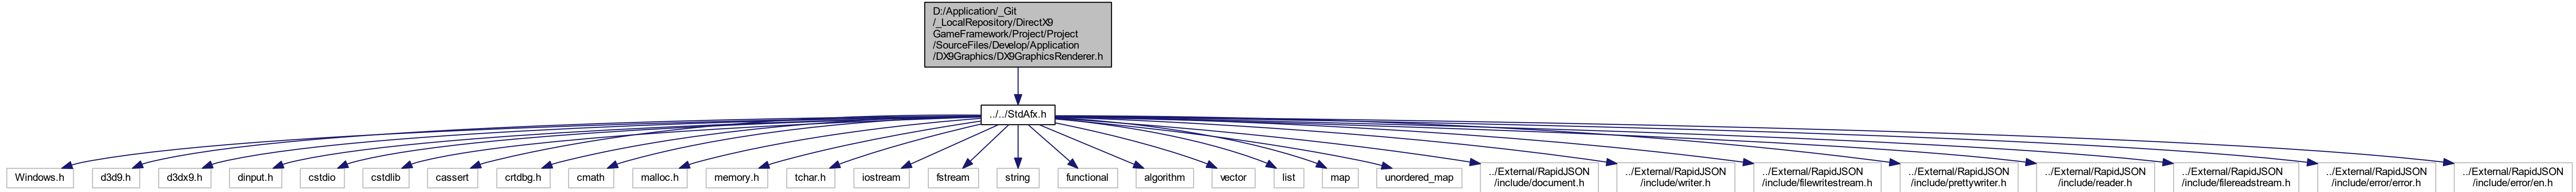 D:/Application/_Git
/_LocalRepository/DirectX9
GameFramework/Project/Project
/SourceFiles/Develop/Application
/DX9Graphics/DX9GraphicsRenderer.h
../../StdAfx.h
Windows.h
d3d9.h
d3dx9.h
dinput.h
cstdio
cstdlib
cassert
crtdbg.h
cmath
malloc.h
memory.h
tchar.h
iostream
fstream
string
functional
algorithm
vector
list
map
unordered_map
../External/RapidJSON
/include/document.h
../External/RapidJSON
/include/writer.h
../External/RapidJSON
/include/filewritestream.h
../External/RapidJSON
/include/prettywriter.h
../External/RapidJSON
/include/reader.h
../External/RapidJSON
/include/filereadstream.h
../External/RapidJSON
/include/error/error.h
../External/RapidJSON
/include/error/en.h